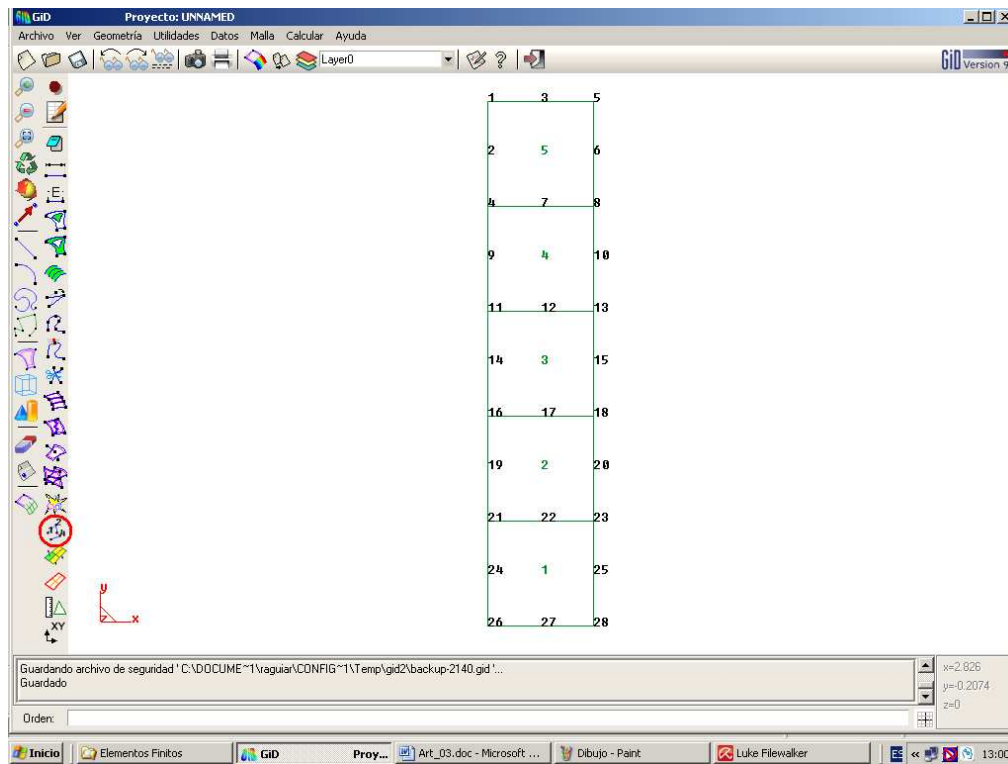 GiD Proyecto: UNNAMED
Archivo Ver Geometría Utilidades Datos Malla Calcular Ayuda
Layer0
GiD Version 9
1 3 5
2 5 6
4 7 8
9 4 10
11 12 13
14 3 15
16 17 18
19 2 20
21 22 23
24 1 25
26 27 28
E
y
z x
XY
Guardando archivo de seguridad ' C:\DOCUME~1\raguiar\CONFIG~1\Temp\gid2\backup-2140.gid '...
Guardado
x=2.826
y=-0.2074
z=0
Orden:
Inicio Elementos Finitos GiD Proy... Art_03.doc - Microsoft ... Dibujo - Paint Luke Filewalker ES « 13:00